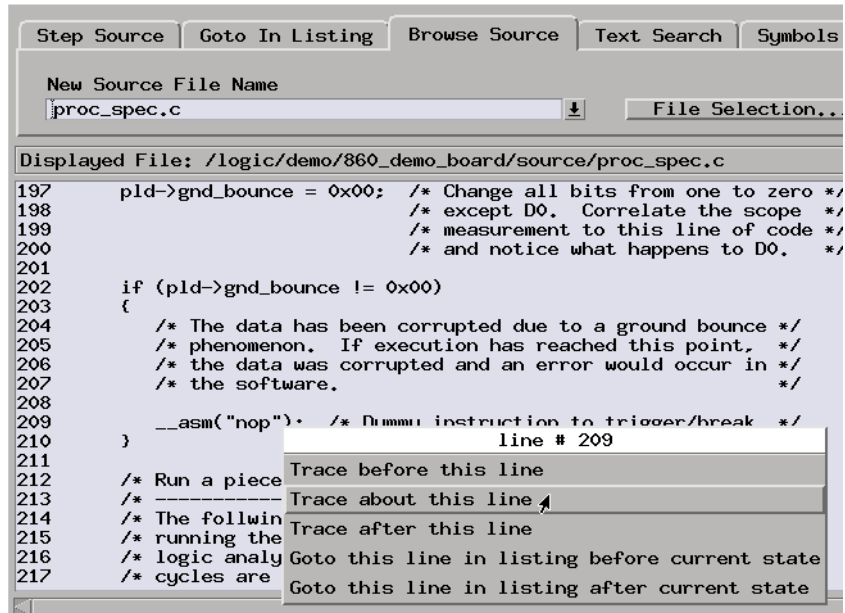 Step Source Goto In Listing Browse Source Text Search Symbols
New Source File Name
proc_spec.c File Selection...
Displayed File: /logic/demo/860_demo_board/source/proc_spec.c
197 pld->gnd_bounce = 0x00; /* Change all bits from one to zero */
198 /* except D0. Correlate the scope */
199 /* measurement to this line of code */
200 /* and notice what happens to D0. */
201
202 if (pld->gnd_bounce != 0x00)
203 {
204 /* The data has been corrupted due to a ground bounce */
205 /* phenomenon. If execution has reached this point, */
206 /* the data was corrupted and an error would occur in */
207 /* the software. */
208
209 __asm("nop"); /* Dummy instruction to trigger/break */
210 }
211
212 /* Run a piece
213 /* -----------
214 /* The follwin
215 /* running the
216 /* logic analy
217 /* cycles are
line # 209
Trace before this line
Trace about this line
Trace after this line
Goto this line in listing before current state
Goto this line in listing after current state